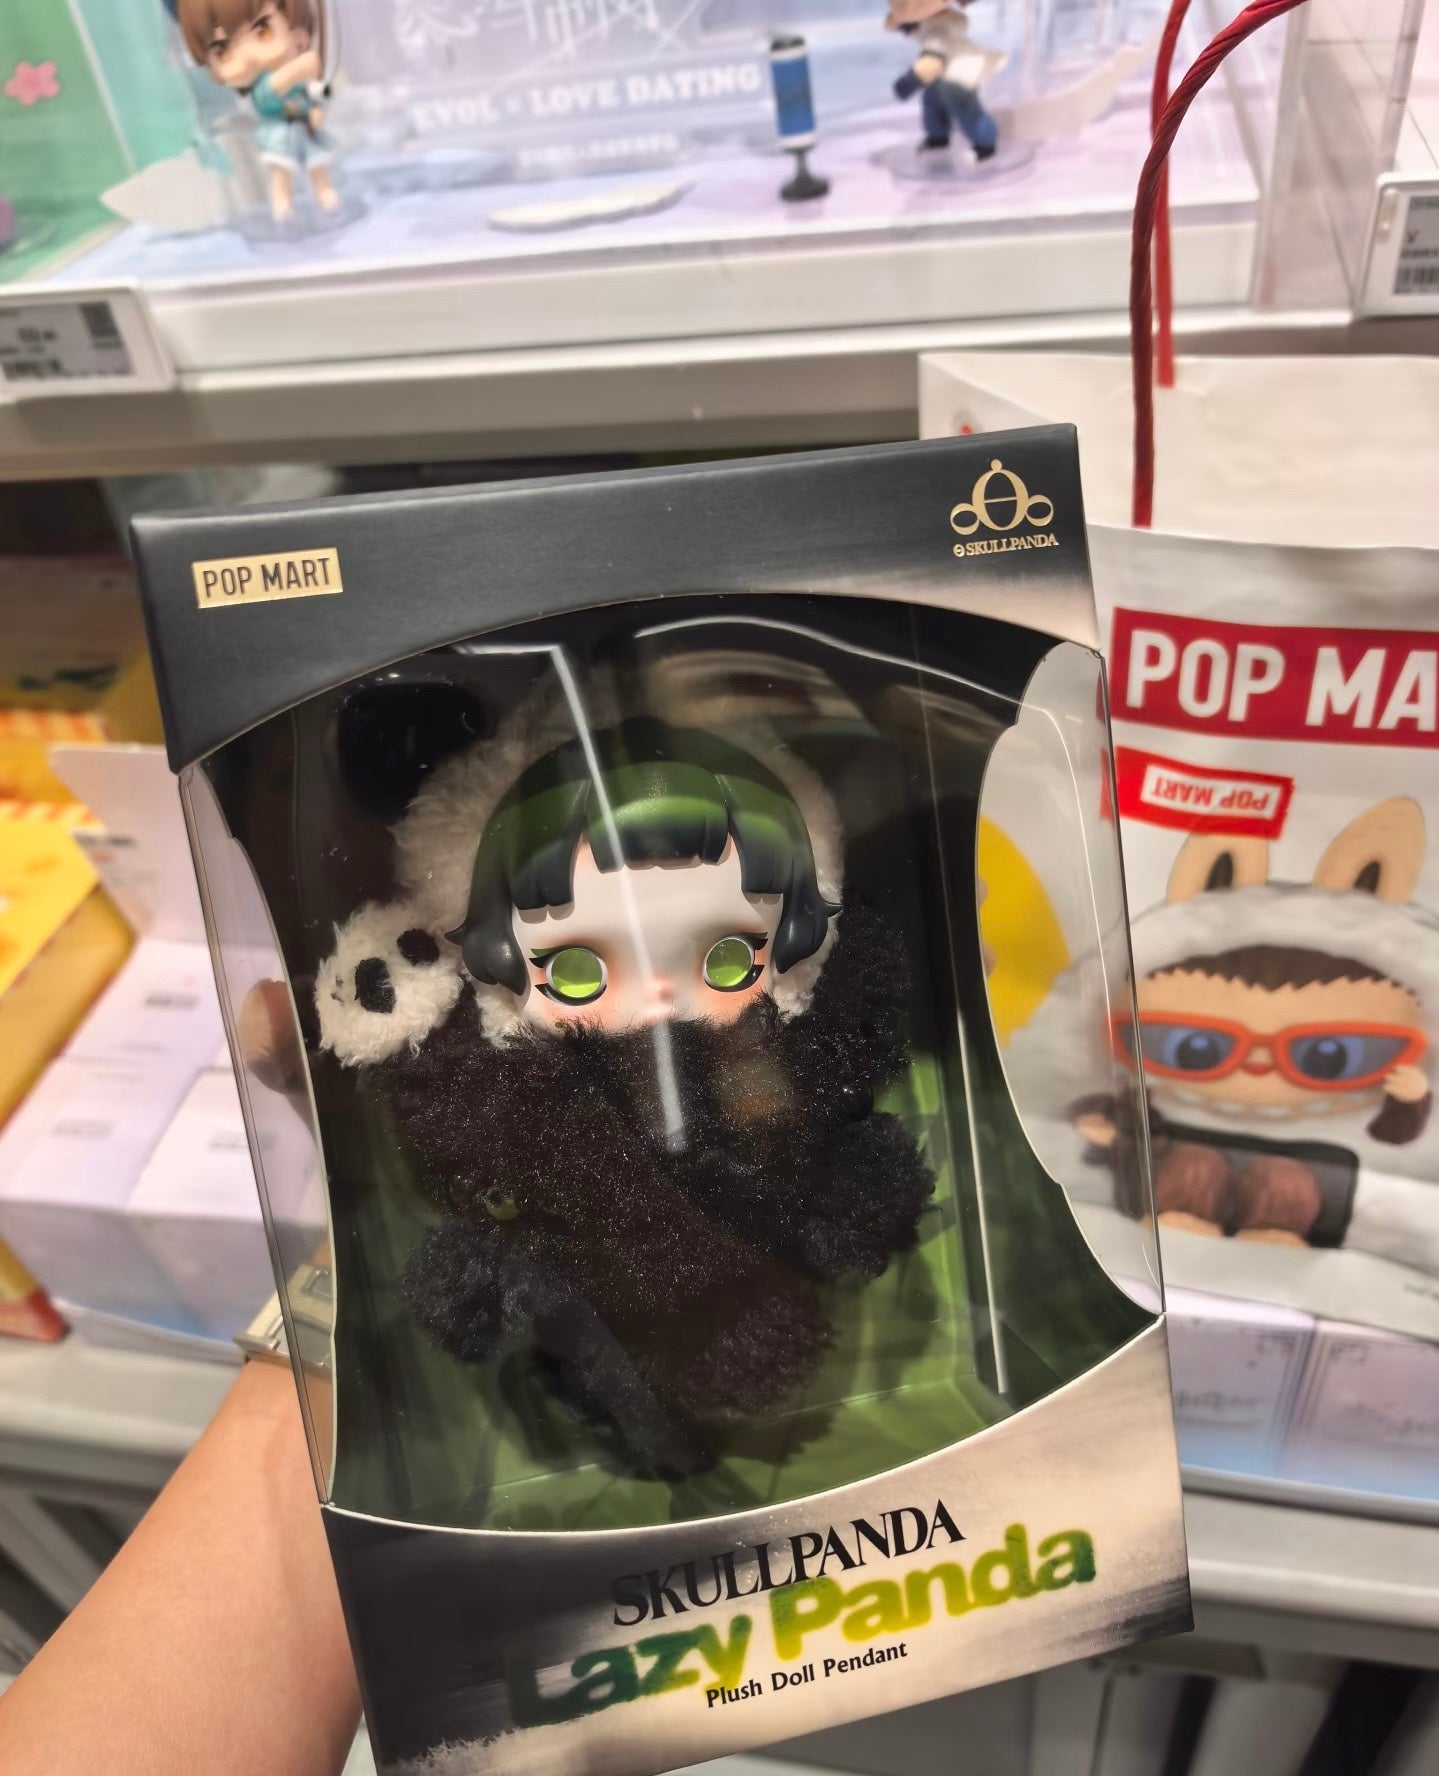 EVOL × LOVE DATING
SKULLPANDA
POP MART
POP MA
POP MART
SKULLPANDA
Lazy Panda
Plush Doll Pendant